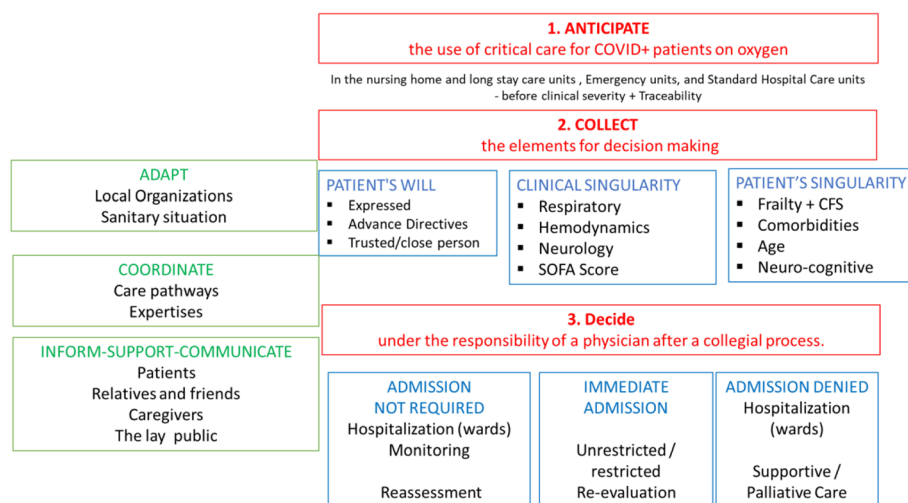 1. ANTICIPATE
the use of critical care for COVID+ patients on oxygen
In the nursing home and long stay care units , Emergency units, and Standard Hospital Care units
- before clinical severity + Traceability
2. COLLECT
the elements for decision making
ADAPT
Local Organizations
Sanitary situation
COORDINATE
Care pathways
Expertises
INFORM-SUPPORT-COMMUNICATE
Patients
Relatives and friends
Caregivers
The lay public
PATIENT'S WILL
▪ Expressed
▪ Advance Directives
▪ Trusted/close person
CLINICAL SINGULARITY
▪ Respiratory
▪ Hemodynamics
▪ Neurology
▪ SOFA Score
PATIENT’S SINGULARITY
▪ Frailty + CFS
▪ Comorbidities
▪ Age
▪ Neuro-cognitive
3. Decide
under the responsibility of a physician after a collegial process.
ADMISSION
NOT REQUIRED
Hospitalization (wards)
Monitoring
Reassessment
IMMEDIATE
ADMISSION
Unrestricted /
restricted
Re-evaluation
ADMISSION DENIED
Hospitalization
(wards)
Supportive /
Palliative Care